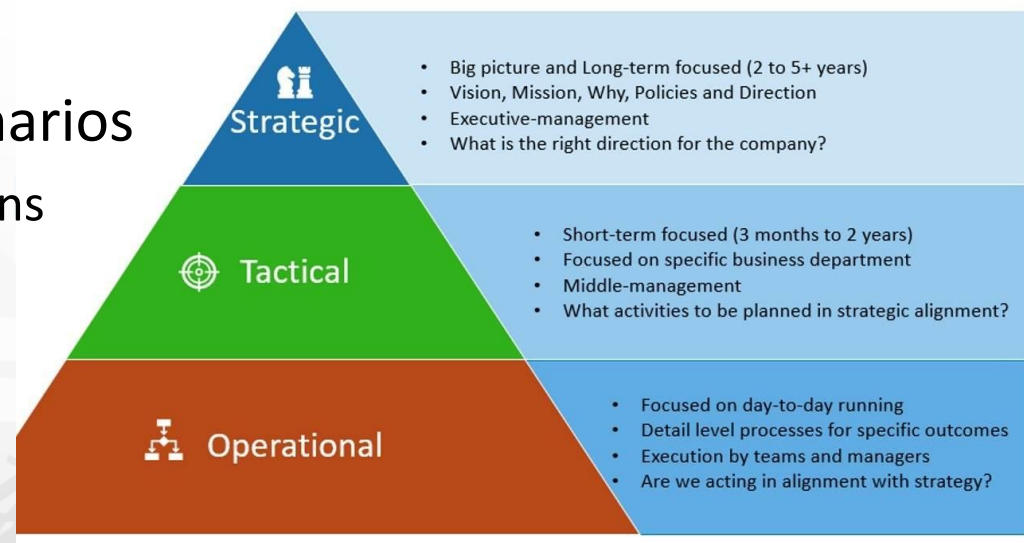 narios
ns
Strategic
• Big picture and Long-term focused (2 to 5+ years)
• Vision, Mission, Why, Policies and Direction
• Executive-management
• What is the right direction for the company?
Tactical
• Short-term focused (3 months to 2 years)
• Focused on specific business department
• Middle-management
• What activities to be planned in strategic alignment?
Operational
• Focused on day-to-day running
• Detail level processes for specific outcomes
• Execution by teams and managers
• Are we acting in alignment with strategy?